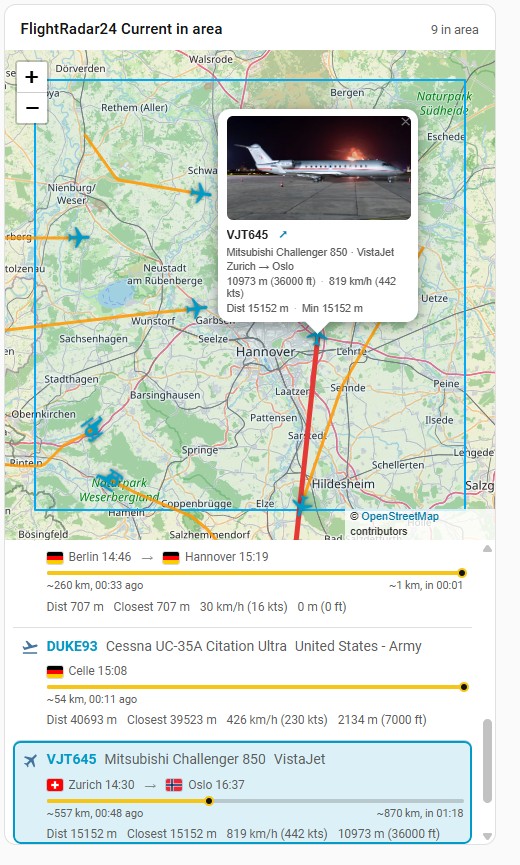 FlightRadar24 Current in area
9 in area
Dörverden
Walsrode
+
−
Rethem (Aller)
Bergen
Naturpark
Südheide
Eschede
Schwa
Nienburg/
Weser
rberg
tolzenau
Neustadt
am Rübenberge
×
VJT645 ↗
Mitsubishi Challenger 850 · VistaJet
Zurich → Oslo
10973 m (36000 ft) · 819 km/h (442
kts)
Dist 15152 m · Min 15152 m
Uetze
Wunstorf
Garbsen
Sachsenhagen
Seelze
Hannover
Lehrte
Stadthagen
Laatzen
Sehnde
Peine
Barsinghausen
Obernkirchen
Pattensen
Ilsede
Sarstedt
Springe
Lengede
Rinteln
Schellerten
Naturpark
Weserbergland
Hildesheim
Salzg
Hameln
Coppenbrügge
Elze
Bösingfeld
Salzhemmendorf
© OpenStreetMap
contributors
Berlin 14:46 → Hannover 15:19
~260 km, 00:33 ago
~1 km, in 00:01
Dist 707 m Closest 707 m 30 km/h (16 kts) 0 m (0 ft)
DUKE93 Cessna UC-35A Citation Ultra United States - Army
Celle 15:08
~54 km, 00:11 ago
Dist 40693 m Closest 39523 m 426 km/h (230 kts) 2134 m (7000 ft)
VJT645 Mitsubishi Challenger 850 VistaJet
Zurich 14:30 → Oslo 16:37
~557 km, 00:48 ago
~870 km, in 01:18
Dist 15152 m Closest 15152 m 819 km/h (442 kts) 10973 m (36000 ft)